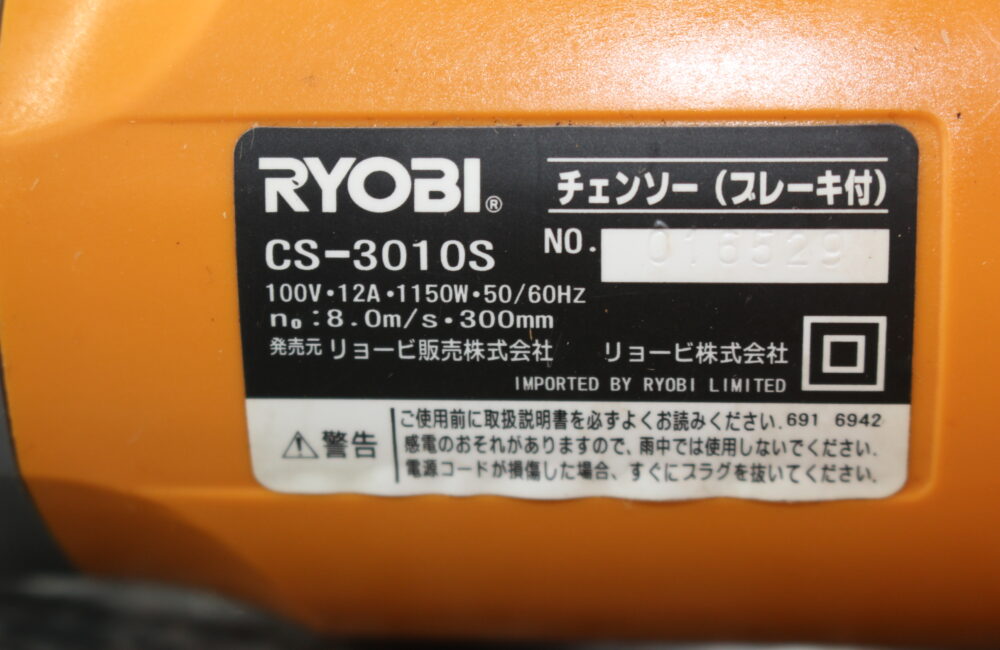 RYOBI®
チェンソー(ブレーキ付)
CS-3010S
NO. 016529
100V・12A・1150W・50/60Hz
n₀:8.0m/s・300mm
発売元 リョービ販売株式会社 リョービ株式会社
IMPORTED BY RYOBI LIMITED
⚠警告
ご使用前に取扱説明書を必ずよくお読みください. 691 6942
感電のおそれがありますので、雨中では使用しないでください.
電源コードが損傷した場合、すぐにプラグを抜いてください.